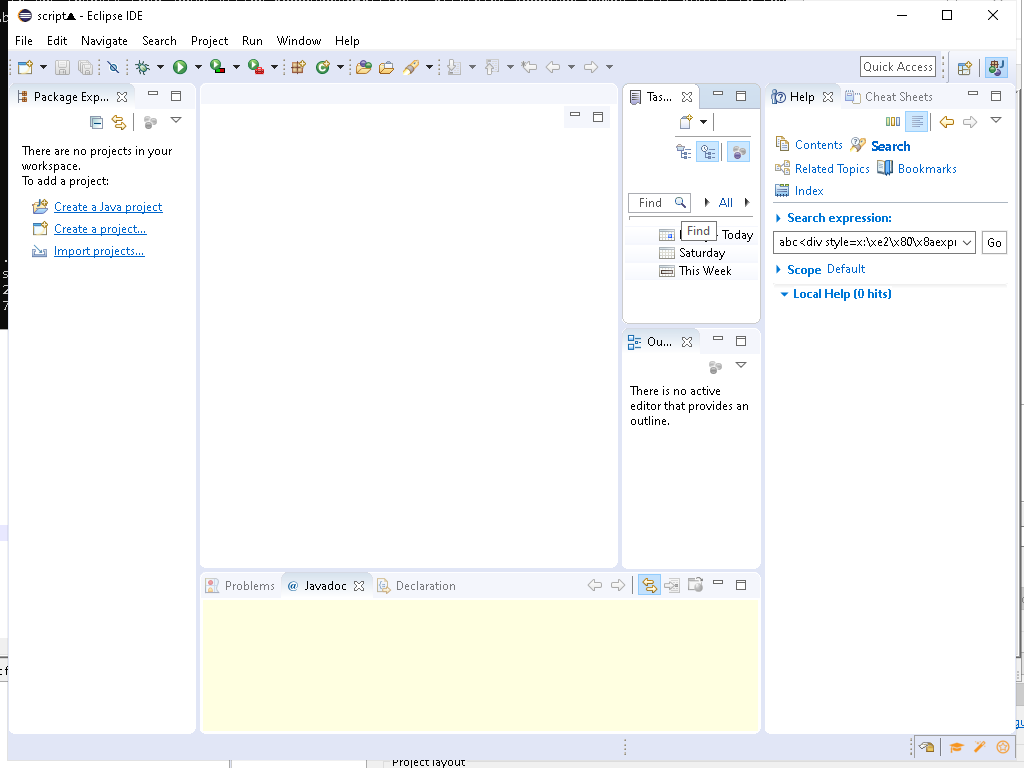 script▲ - Eclipse IDE
File Edit Navigate Search Project Run Window Help
Quick Access
Package Exp...
There are no projects in your
workspace.
To add a project:
Create a Java project
Create a project...
Import projects...
Tas...
Find
All
Find
Today
Saturday
This Week
Ou...
There is no active
editor that provides an
outline.
Help
Cheat Sheets
Contents
Search
Related Topics
Bookmarks
Index
Search expression:
abc<div style=x:\xe2\x80\x8aexpr
Go
Scope Default
Local Help (0 hits)
Problems
@ Javadoc
Declaration
Project layout